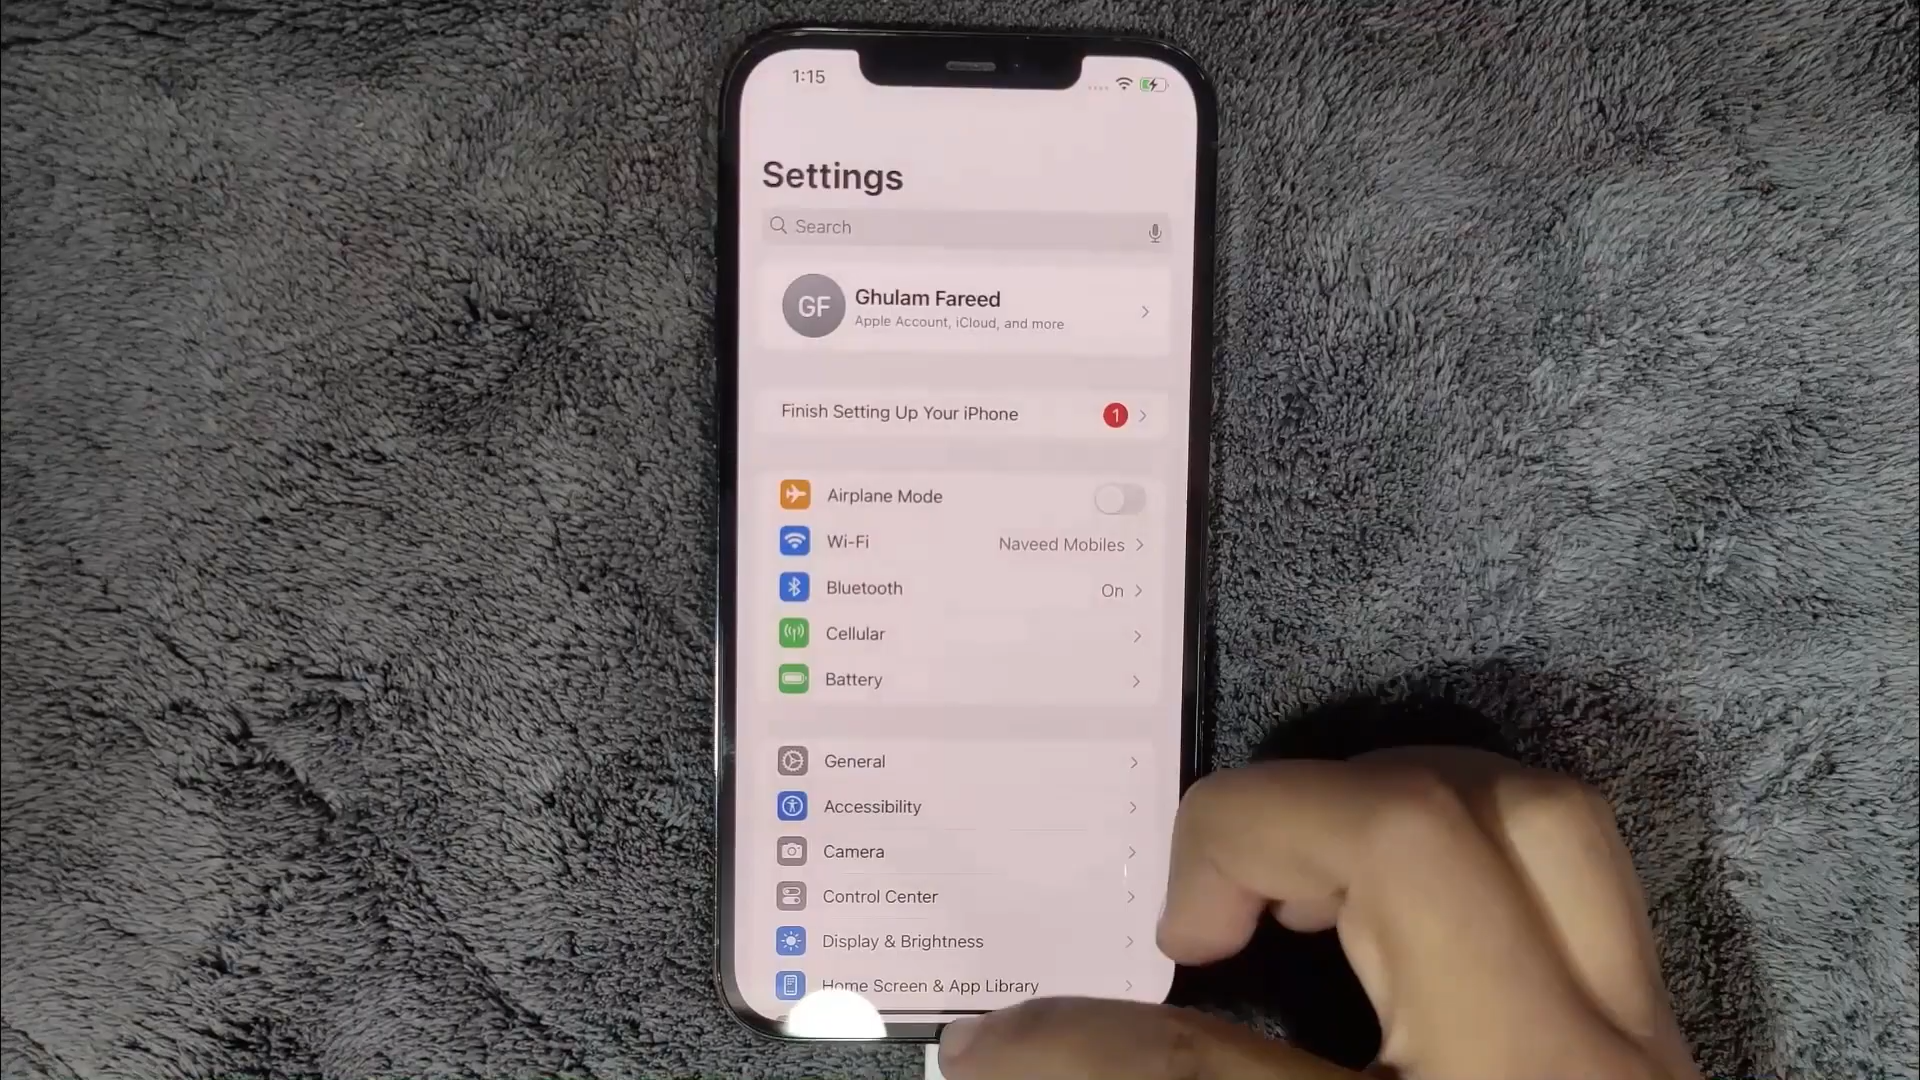 1:15
Settings
Search
GF
Ghulam Fareed
Apple Account, iCloud, and more
Finish Setting Up Your iPhone 1
Airplane Mode
Wi-Fi Naveed Mobiles
Bluetooth On
Cellular
Battery
General
Accessibility
Camera
Control Center
Display & Brightness
Home Screen & App Library